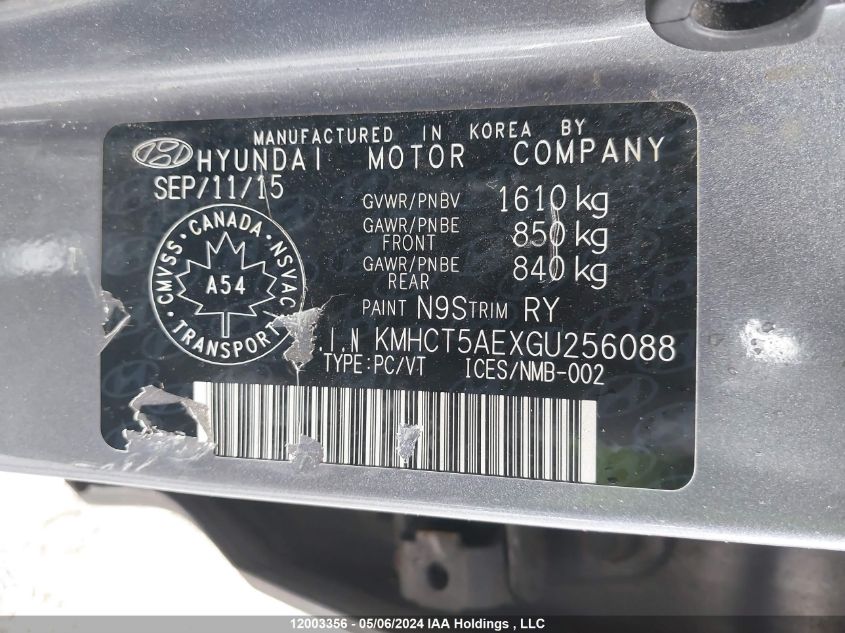 MANUFACTURED IN KOREA BY
HYUNDAI MOTOR COMPANY
SEP/11/15
GVWR/PNBV 1610 kg
GAWR/PNBE FRONT 850 kg
GAWR/PNBE REAR 840 kg
CMVSS · CANADA · NSVAC
A54
TRANSPORT
PAINT N9S TRIM RY
.I.N KMHCT5AEXGU256088
TYPE:PC/VT ICES/NMB-002
12003356 - 05/06/2024 IAA Holdings , LLC